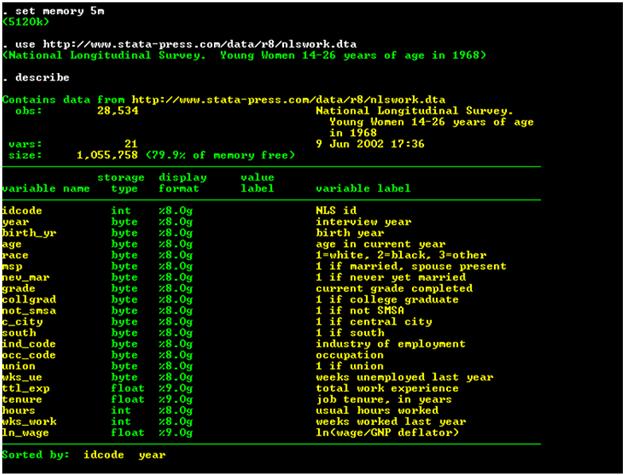 . set memory 5m
(5120k)
. use http://www.stata-press.com/data/r8/nlswork.dta
(National Longitudinal Survey.  Young Women 14-26 years of age in 1968)
. describe
Contains data from http://www.stata-press.com/data/r8/nlswork.dta
obs: 28,534 National Longitudinal Survey.
Young Women 14-26 years of age
in 1968
vars: 21 9 Jun 2002 17:36
size: 1,055,758 (79.9% of memory free)
storage display value
variable name type format label variable label
idcode int %8.0g NLS id
year byte %8.0g interview year
birth_yr byte %8.0g birth year
age byte %8.0g age in current year
race byte %8.0g 1=white, 2=black, 3=other
msp byte %8.0g 1 if married, spouse present
nev_mar byte %8.0g 1 if never yet married
grade byte %8.0g current grade completed
collgrad byte %8.0g 1 if college graduate
not_smsa byte %8.0g 1 if not SMSA
c_city byte %8.0g 1 if central city
south byte %8.0g 1 if south
ind_code byte %8.0g industry of employment
occ_code byte %8.0g occupation
union byte %8.0g 1 if union
wks_ue byte %8.0g weeks unemployed last year
ttl_exp float %9.0g total work experience
tenure float %9.0g job tenure, in years
hours int %8.0g usual hours worked
wks_work int %8.0g weeks worked last year
ln_wage float %9.0g ln(wage/GNP deflator)
Sorted by: idcode year